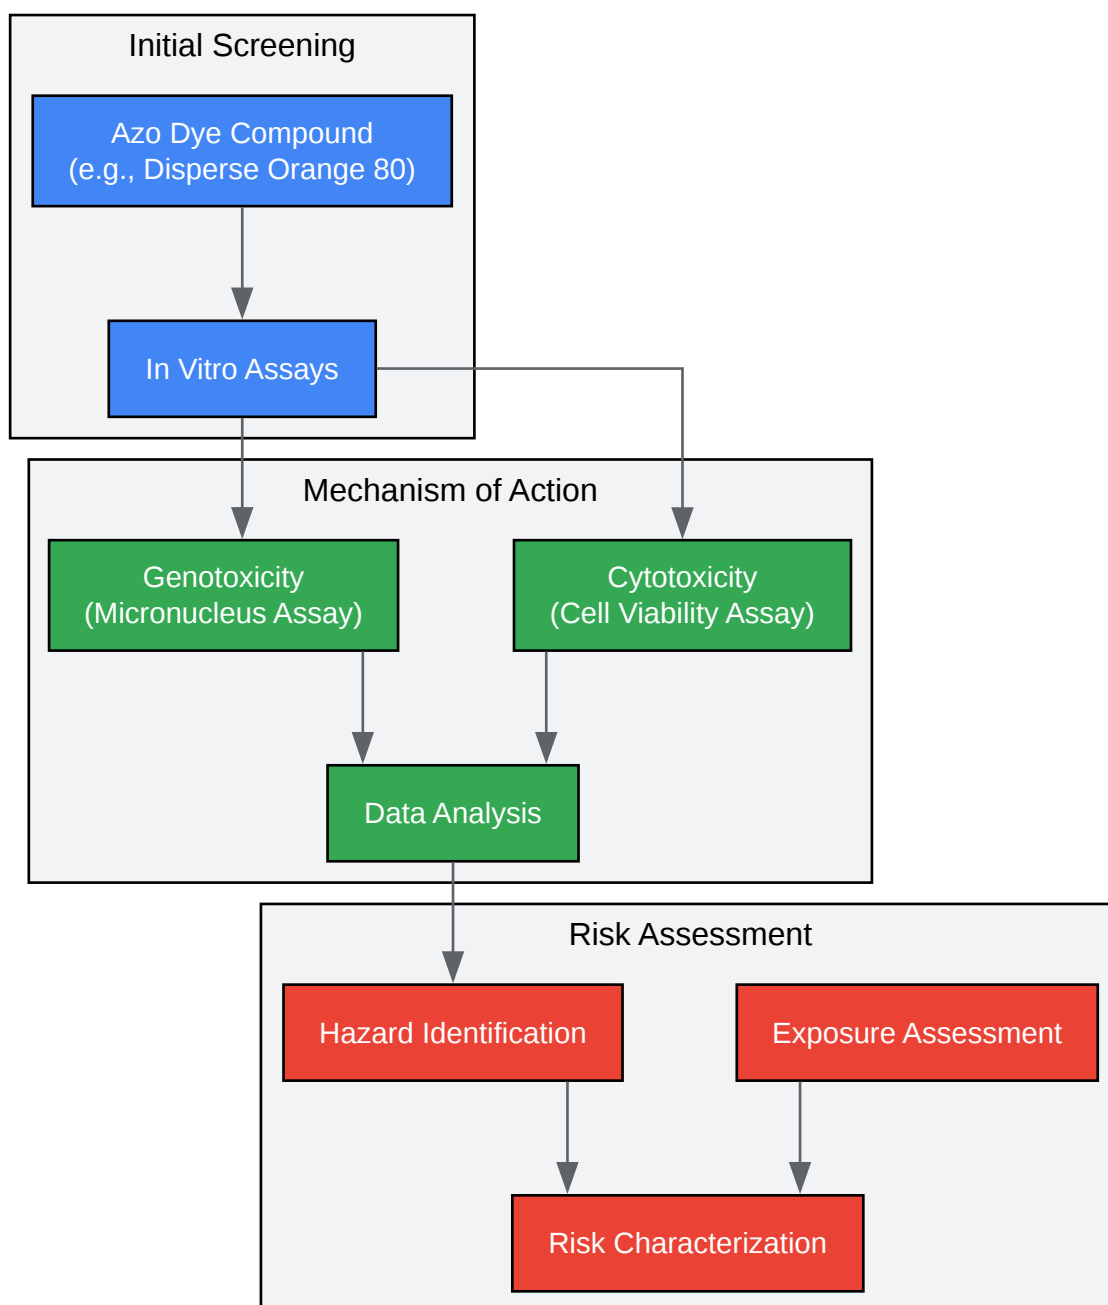 Initial Screening
Azo Dye Compound
(e.g., Disperse Orange 80)
In Vitro Assays
Mechanism of Action
Genotoxicity
(Micronucleus Assay)
Cytotoxicity
(Cell Viability Assay)
Data Analysis
Risk Assessment
Hazard Identification
Exposure Assessment
Risk Characterization